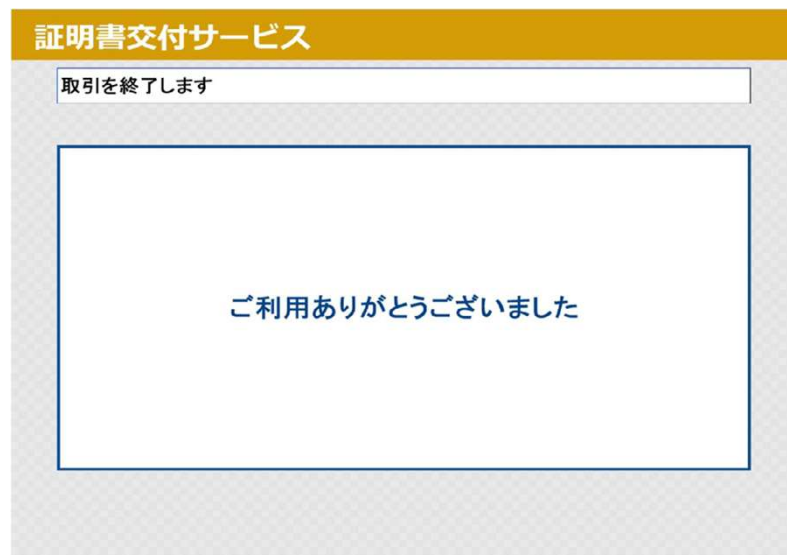 証明書交付サービス
取引を終了します
ご利用ありがとうございました